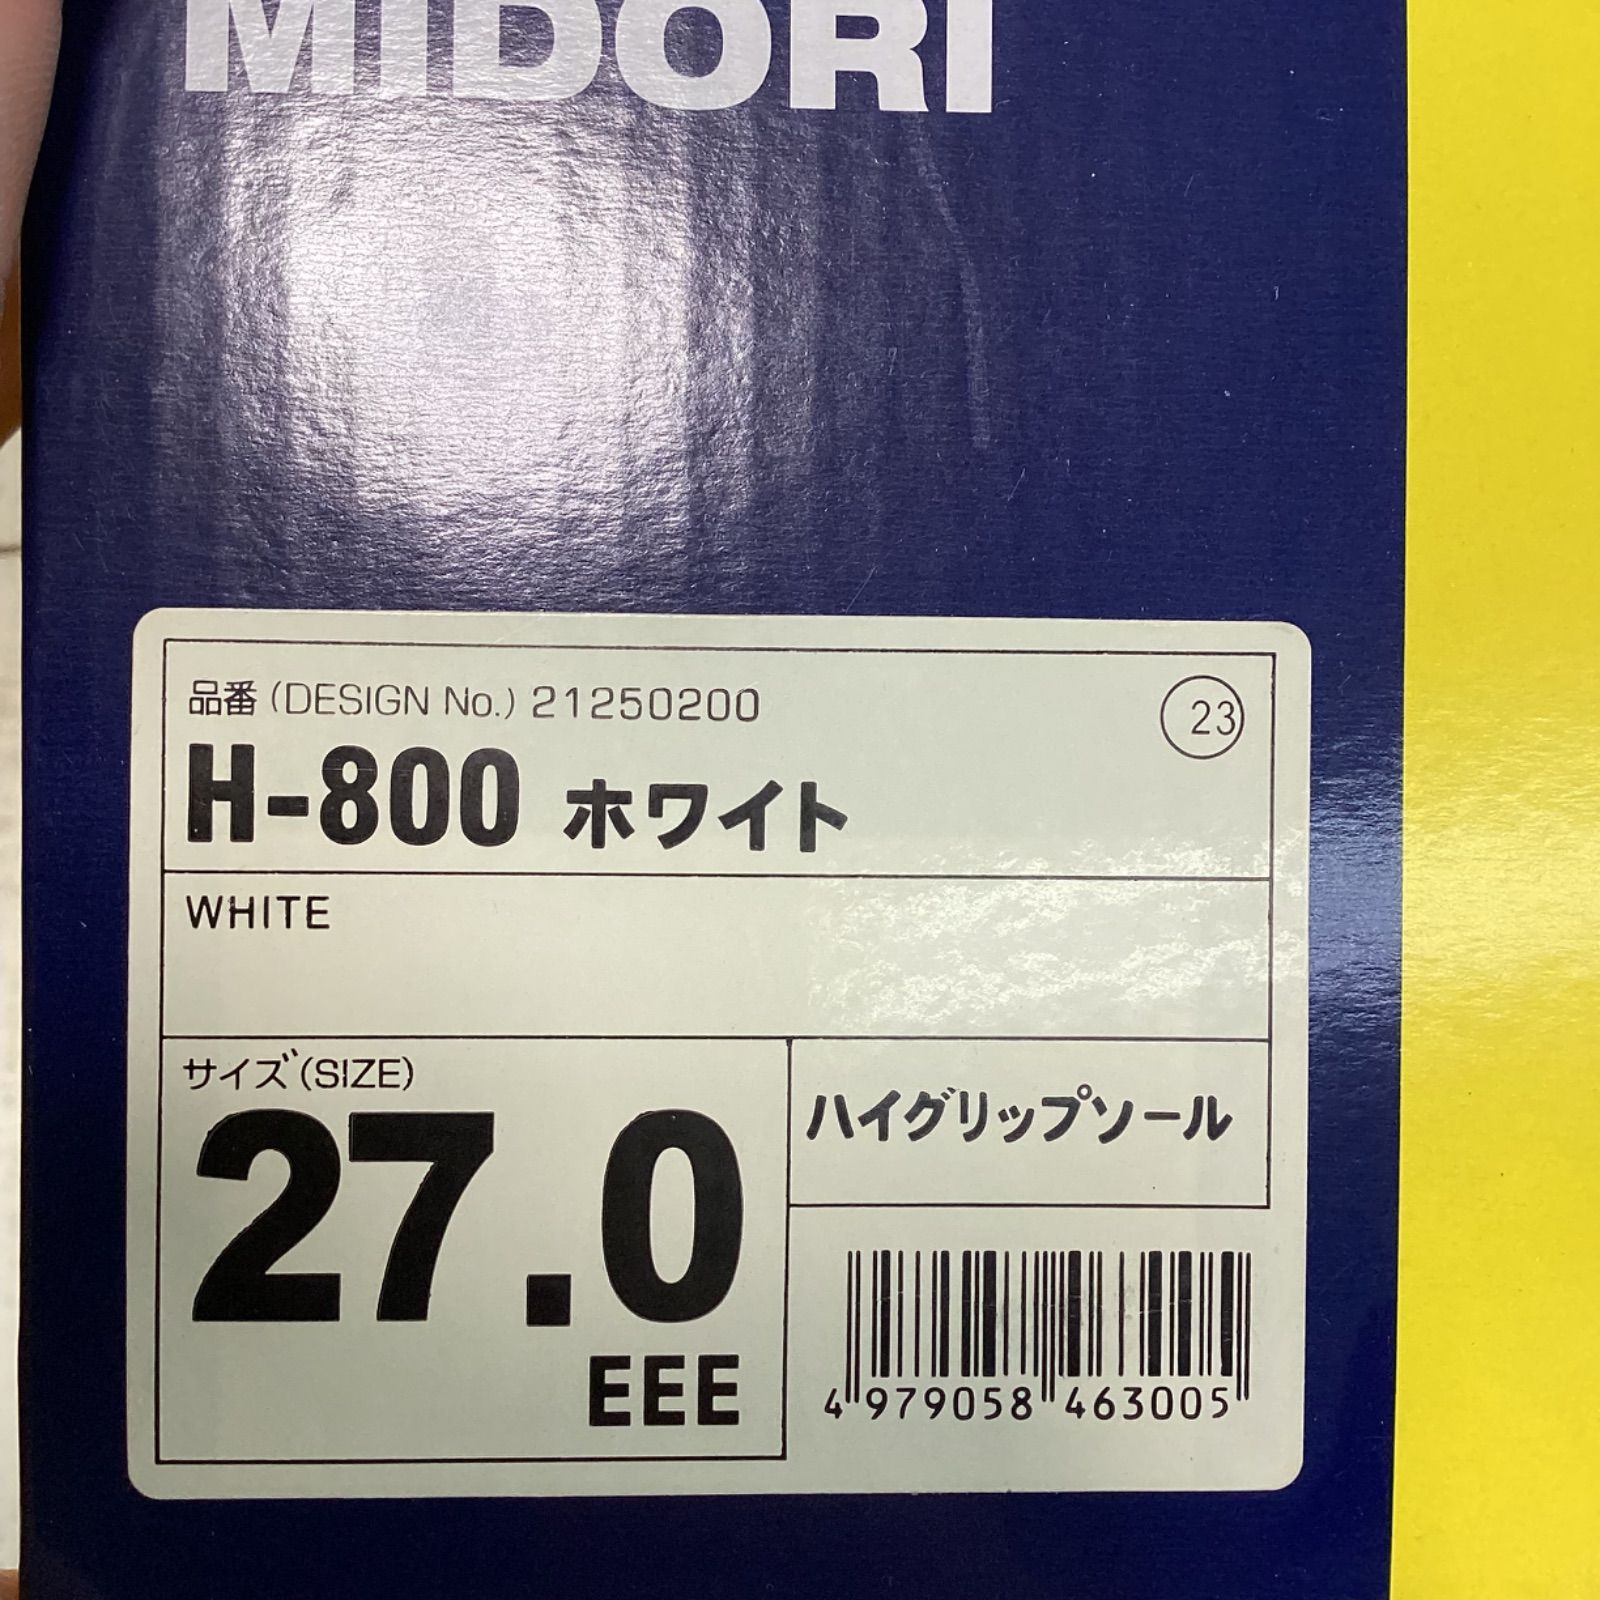 MIDORI
品番(DESIGN No.) 21250200
23
H-800 ホワイト
WHITE
サイズ(SIZE)
27.0
EEE
ハイグリップソール
4 979058 463005